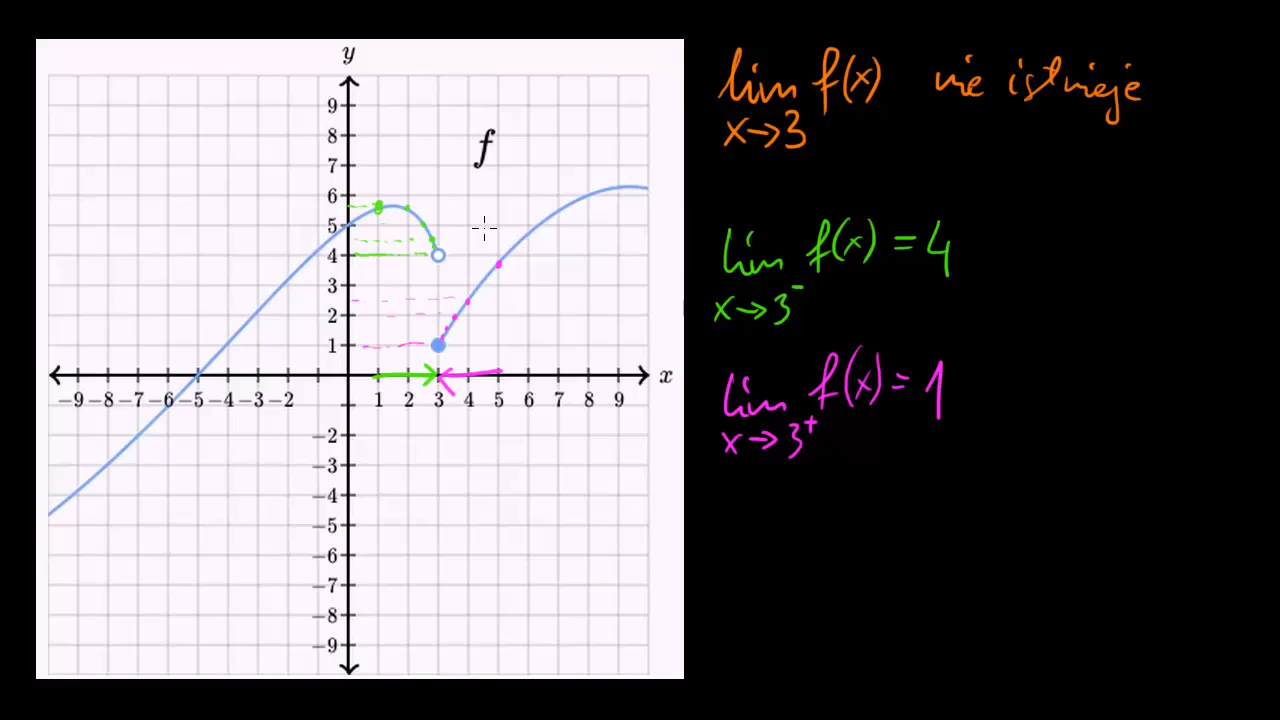 y
9
8
7
6
5
4
3
2
1
−2
−3
−4
−5
−6
−7
−8
−9
f
−9 −8 −7 −6 −5 −4 −3 −2 1 2 3 4 5 6 7 8 9 x
lim f(x) nie istnieje
x→3
lim f(x) = 4
x→3⁻
lim f(x) = 1
x→3⁺